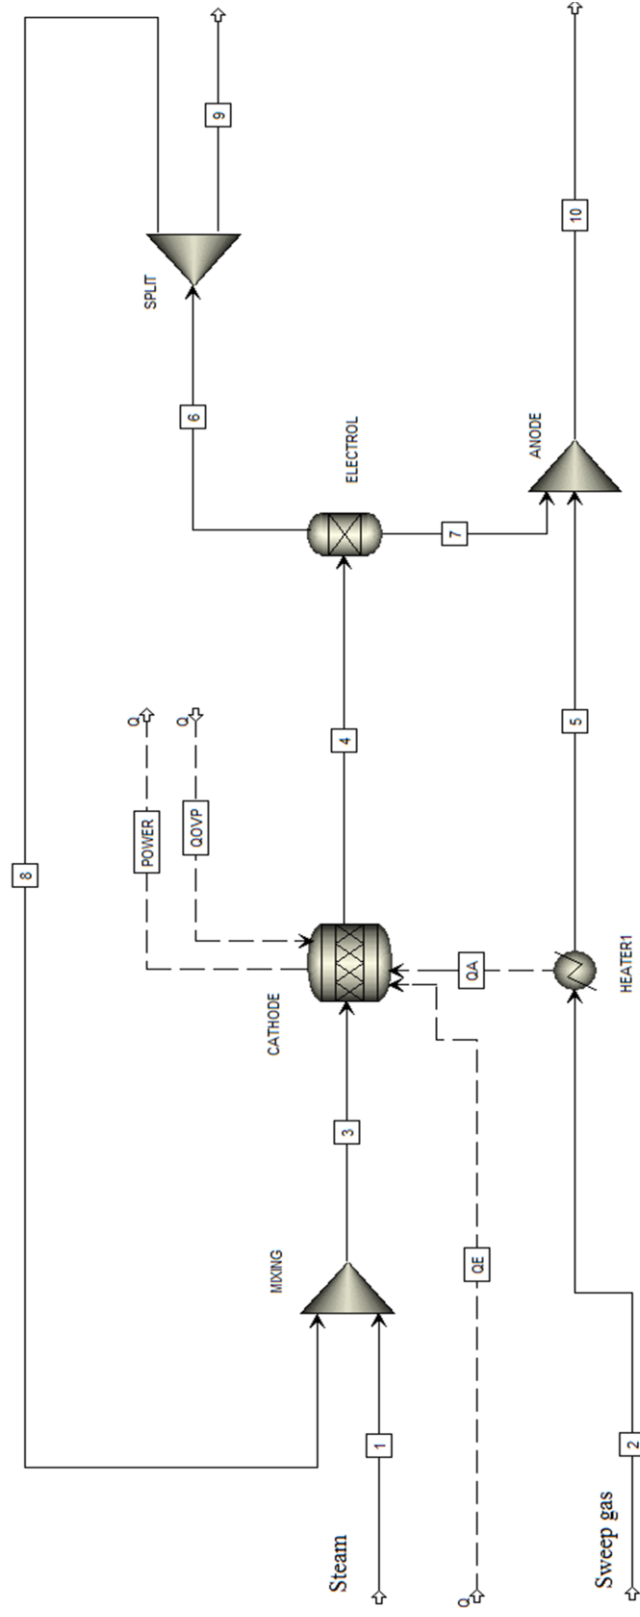 8
POWER
Q
SPLIT
QOVP
Q
6
9
MIXING
CATHODE
ELECTROL
Steam
3
4
1
7
Q
QE
QA
ANODE
5
10
Sweep gas
2
HEATER1